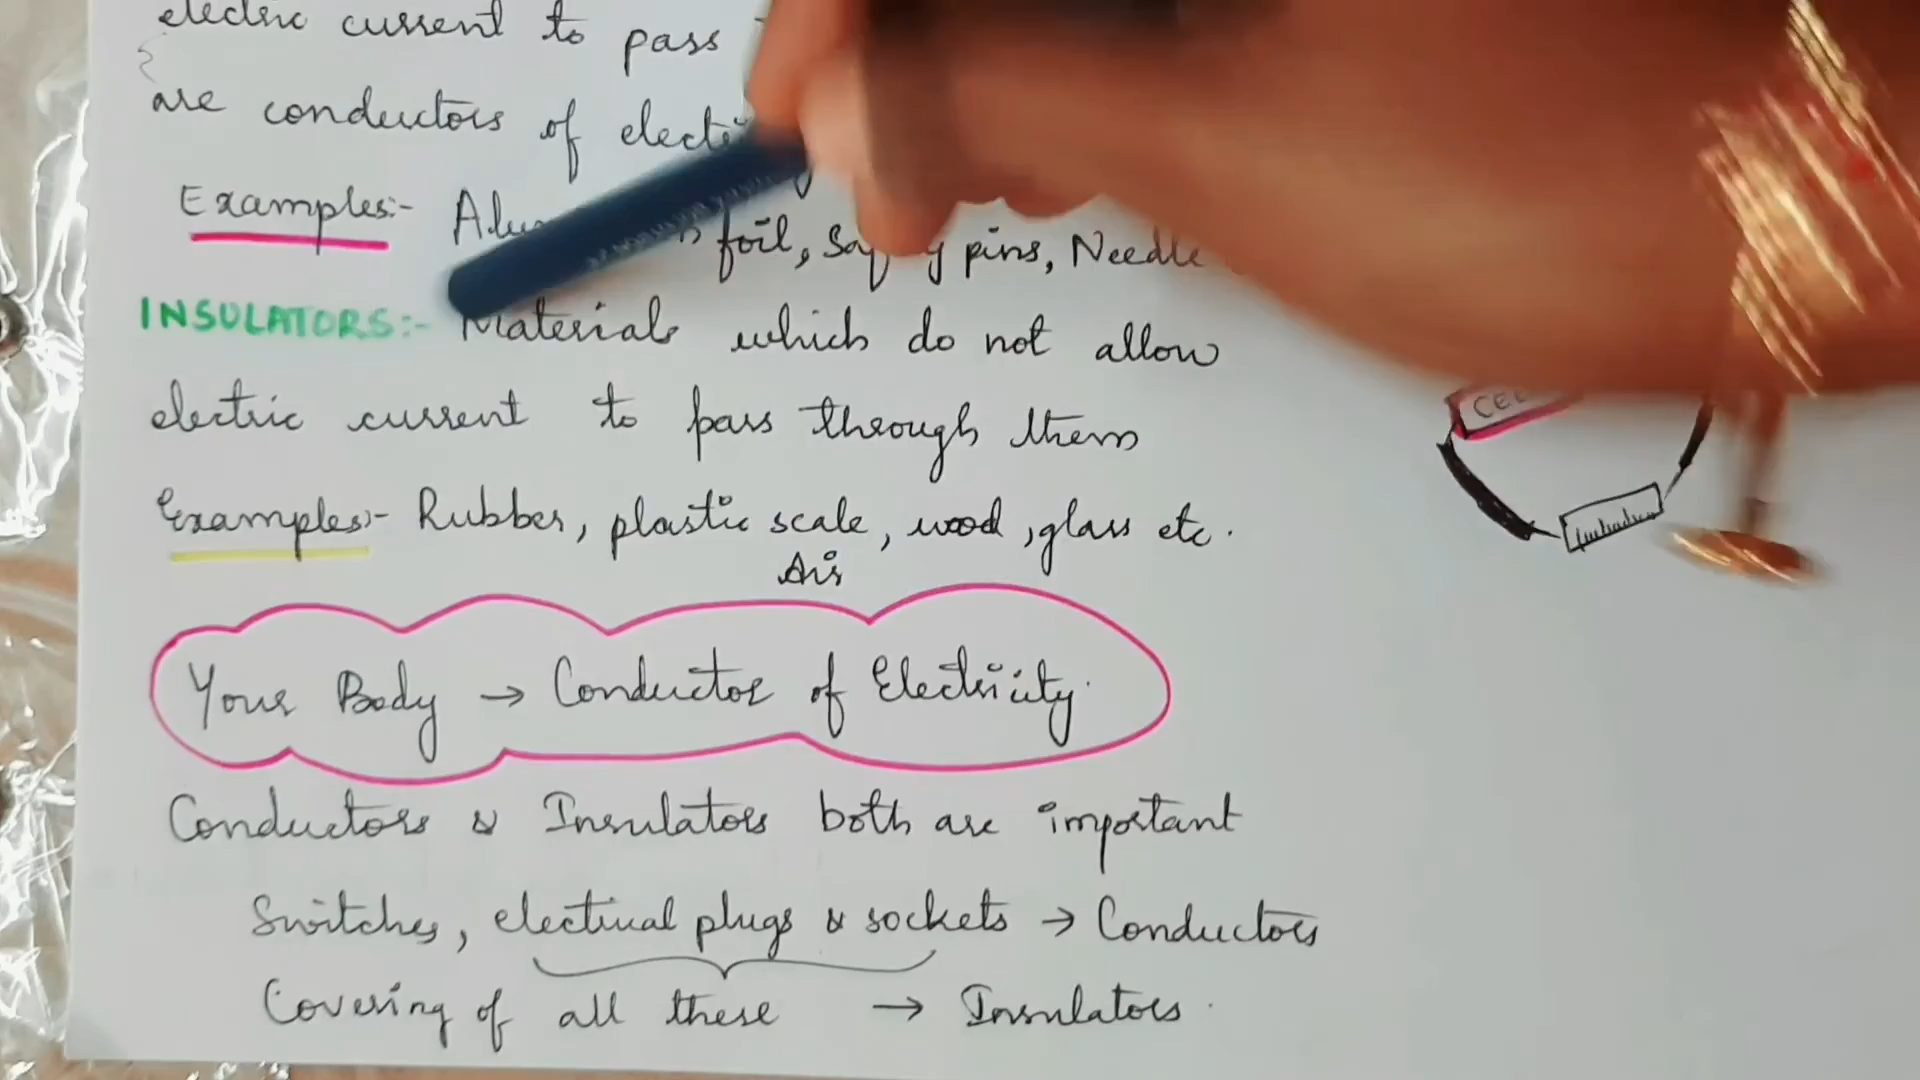 electric current to pass
are conductors of
Examples:- foil, pins, Needle
INSULATORS:- Materials which do not allow
electric current to pass through them
Examples:- Rubber, plastic scale, wood, glass etc.
Air
Your Body → Conductor of Electricity.
Conductors & Insulators both are important
Switches, electrical plugs & sockets → Conductors
Covering of all these → Insulators.